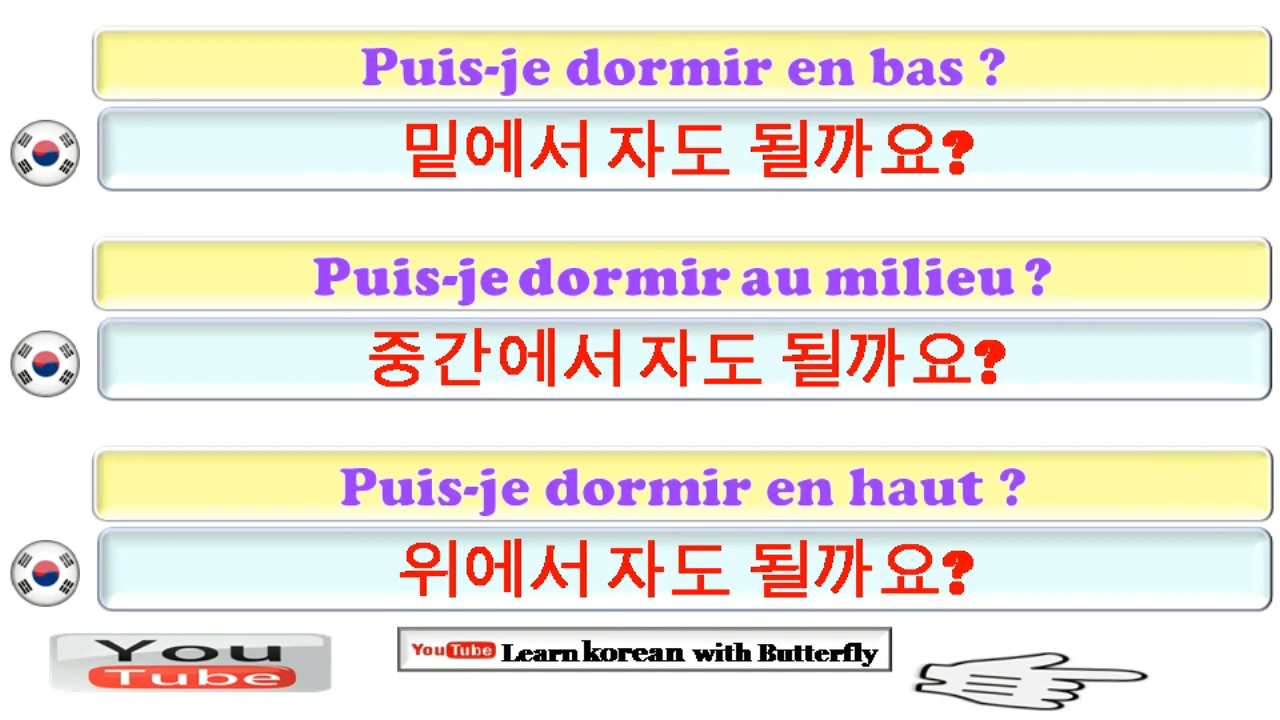 Puis-je dormir en bas ?
밑에서 자도 될까요?
Puis-je dormir au milieu ?
중간에서 자도 될까요?
Puis-je dormir en haut ?
위에서 자도 될까요?
You Tube
YouTube Learn korean with Butterfly